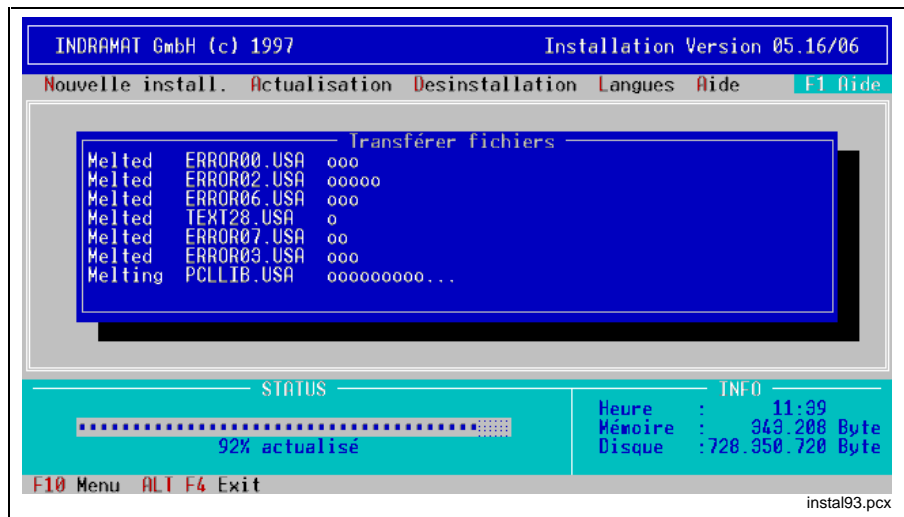 INDRAMAT GmbH (c) 1997 Installation Version 05.16/06
Nouvelle install. Actualisation Desinstallation Langues Aide F1 Aide
Transférer fichiers
Melted ERROR00.USA ooo
Melted ERROR02.USA ooooo
Melted ERROR06.USA ooo
Melted TEXT28.USA o
Melted ERROR07.USA oo
Melted ERROR03.USA ooo
Melting PCLLIB.USA ooooooooo...
STATUS
92% actualisé
INFO
Heure : 11:39
Mémoire : 343.208 Byte
Disque :728.350.720 Byte
F10 Menu ALT F4 Exit
instal93.pcx